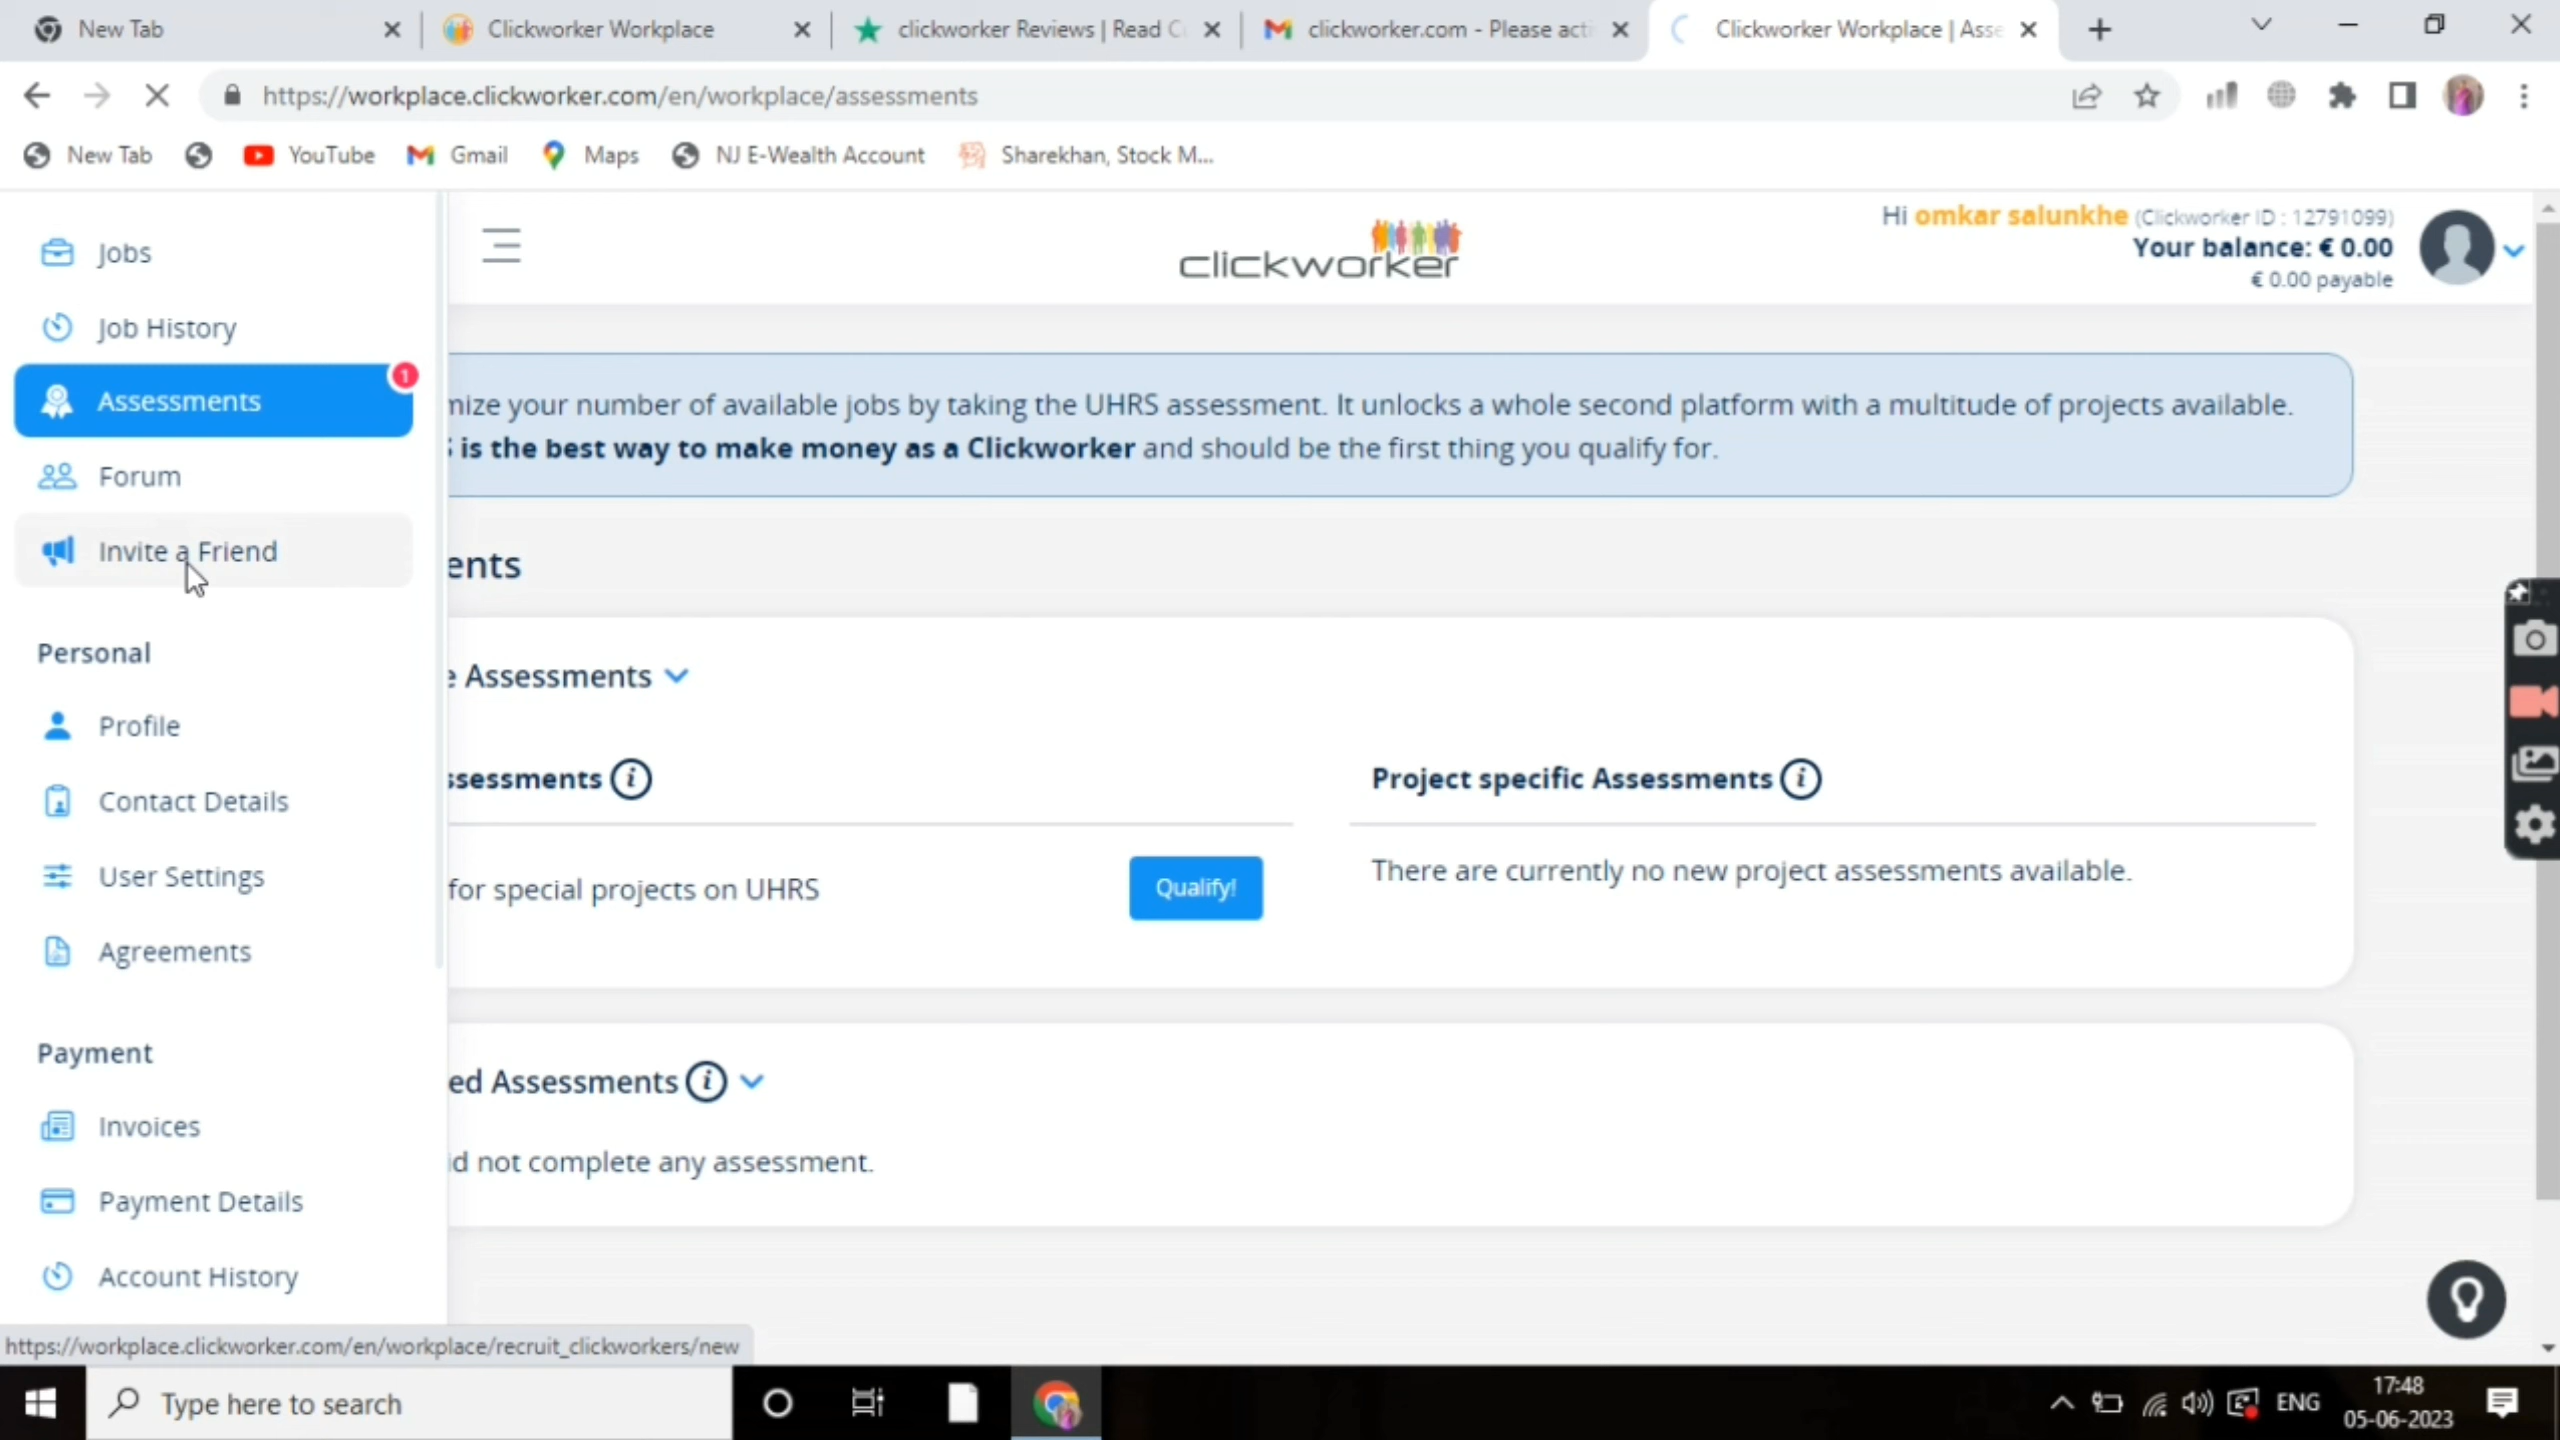 New Tab
Clickworker Workplace
clickworker Reviews | Read C
clickworker.com - Please acti
Clickworker Workplace | Asse
https://workplace.clickworker.com/en/workplace/assessments
New Tab
YouTube
Gmail
Maps
NJ E-Wealth Account
Sharekhan, Stock M...
Jobs
Job History
Assessments
1
Forum
Invite a Friend
Personal
Profile
Contact Details
User Settings
Agreements
Payment
Invoices
Payment Details
Account History
clickworker
Hi omkar salunkhe (Clickworker ID : 12791099)
Your balance: € 0.00
€ 0.00 payable
mize your number of available jobs by taking the UHRS assessment. It unlocks a whole second platform with a multitude of projects available.
is the best way to make money as a Clickworker and should be the first thing you qualify for.
ents
e Assessments
ssessments
for special projects on UHRS
Qualify!
Project specific Assessments
There are currently no new project assessments available.
ed Assessments
id not complete any assessment.
https://workplace.clickworker.com/en/workplace/recruit_clickworkers/new
Type here to search
ENG
17:48
05-06-2023